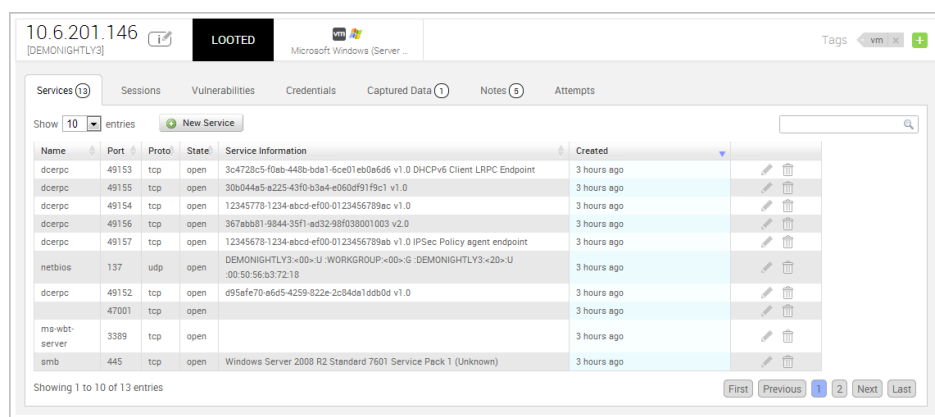 10.6.201.146
[DEMONIGHTLY3]
LOOTED
vm
Microsoft Windows (Server ...
Tags vm × +
Services 13 Sessions Vulnerabilities Credentials Captured Data 1 Notes 5 Attempts
Show 10 entries New Service
Name Port Proto State Service Information Created
dcerpc 49153 tcp open 3c4728c5-f0ab-448b-bda1-6ce01eb0a6d6 v1.0 DHCPv6 Client LRPC Endpoint 3 hours ago
dcerpc 49155 tcp open 30b044a5-a225-43f0-b3a4-e060df91f9c1 v1.0 3 hours ago
dcerpc 49154 tcp open 12345778-1234-abcd-ef00-0123456789ac v1.0 3 hours ago
dcerpc 49156 tcp open 367abb81-9844-35f1-ad32-98f038001003 v2.0 3 hours ago
dcerpc 49157 tcp open 12345678-1234-abcd-ef00-0123456789ab v1.0 IPSec Policy agent endpoint 3 hours ago
netbios 137 udp open DEMONIGHTLY3:<00>:U :WORKGROUP:<00>:G :DEMONIGHTLY3:<20>:U
:00:50:56:b3:72:18 3 hours ago
dcerpc 49152 tcp open d95afe70-a6d5-4259-822e-2c84da1ddb0d v1.0 3 hours ago
47001 tcp open 3 hours ago
ms-wbt-
server 3389 tcp open 3 hours ago
smb 445 tcp open Windows Server 2008 R2 Standard 7601 Service Pack 1 (Unknown) 3 hours ago
Showing 1 to 10 of 13 entries First Previous 1 2 Next Last